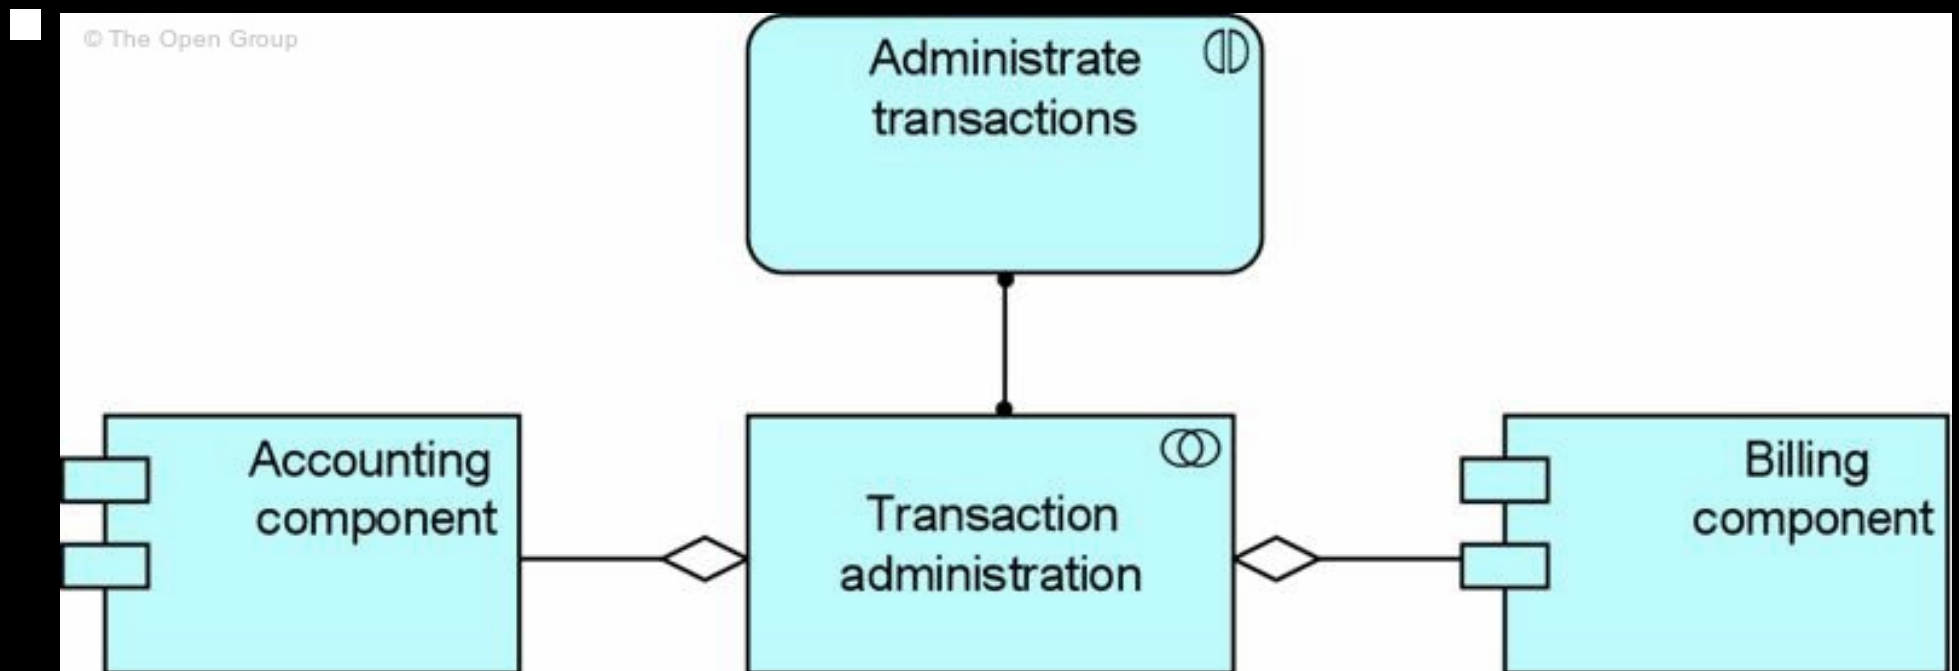 © The Open Group
Administrate
transactions
Accounting
component
Transaction
administration
Billing
component